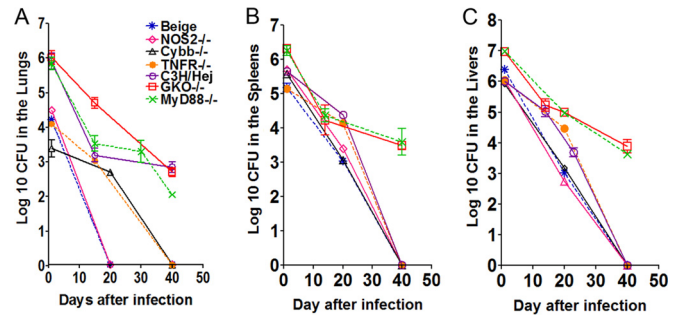 A
Log 10 CFU in the Lungs
7
6
5
4
3
2
1
0
0 10 20 30 40 50
Days after infection
Beige
NOS2-/-
Cybb-/-
TNFR-/-
C3H/Hej
GKO-/-
MyD88-/-
B
Log 10 CFU in the Spleens
7
6
5
4
3
2
1
0
0 10 20 30 40 50
Day after infection
C
Log 10 CFU in the Livers
8
7
6
5
4
3
2
1
0
0 10 20 30 40 50
Day after infection